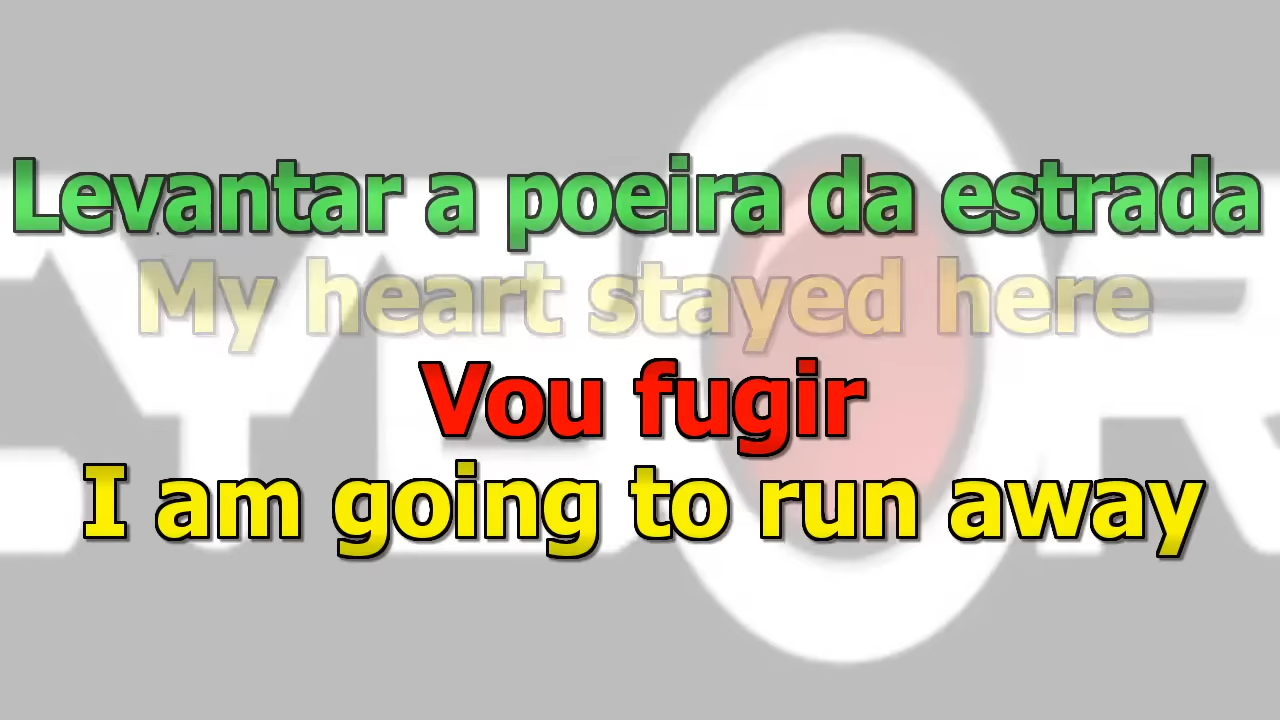 Levantar a poeira da estrada
My heart stayed here
Vou fugir
I am going to run away